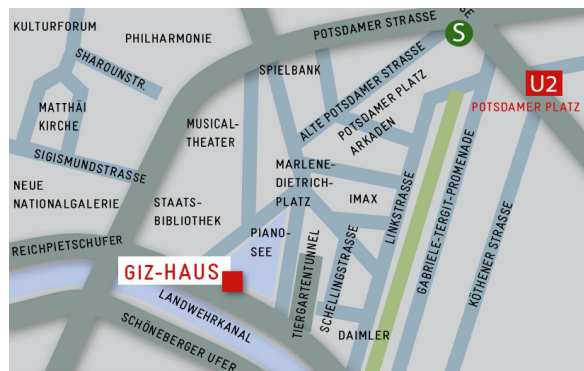 KULTURFORUM
PHILHARMONIE
POTSDAMER STRASSE
SSE
S
SHAROUNSTR.
SPIELBANK
ALTE POTSDAMER STRASSE
POTSDAMER PLATZ
ARKADEN
U2
POTSDAMER PLATZ
MATTHÄI
KIRCHE
MUSICAL-
THEATER
SIGISMUNDSTRASSE
MARLENE-
DIETRICH-
PLATZ
IMAX
LINKSTRASSE
GABRIELE-TERGIT-PROMENADE
KÖTHENER STRASSE
NEUE
NATIONALGALERIE
STAATS-
BIBLIOTHEK
PIANO-
SEE
REICHPIETSCHUFER
GIZ-HAUS
TIERGARTENTUNNEL
SCHELLINGSTRASSE
LANDWEHRKANAL
SCHÖNEBERGER UFER
DAIMLER